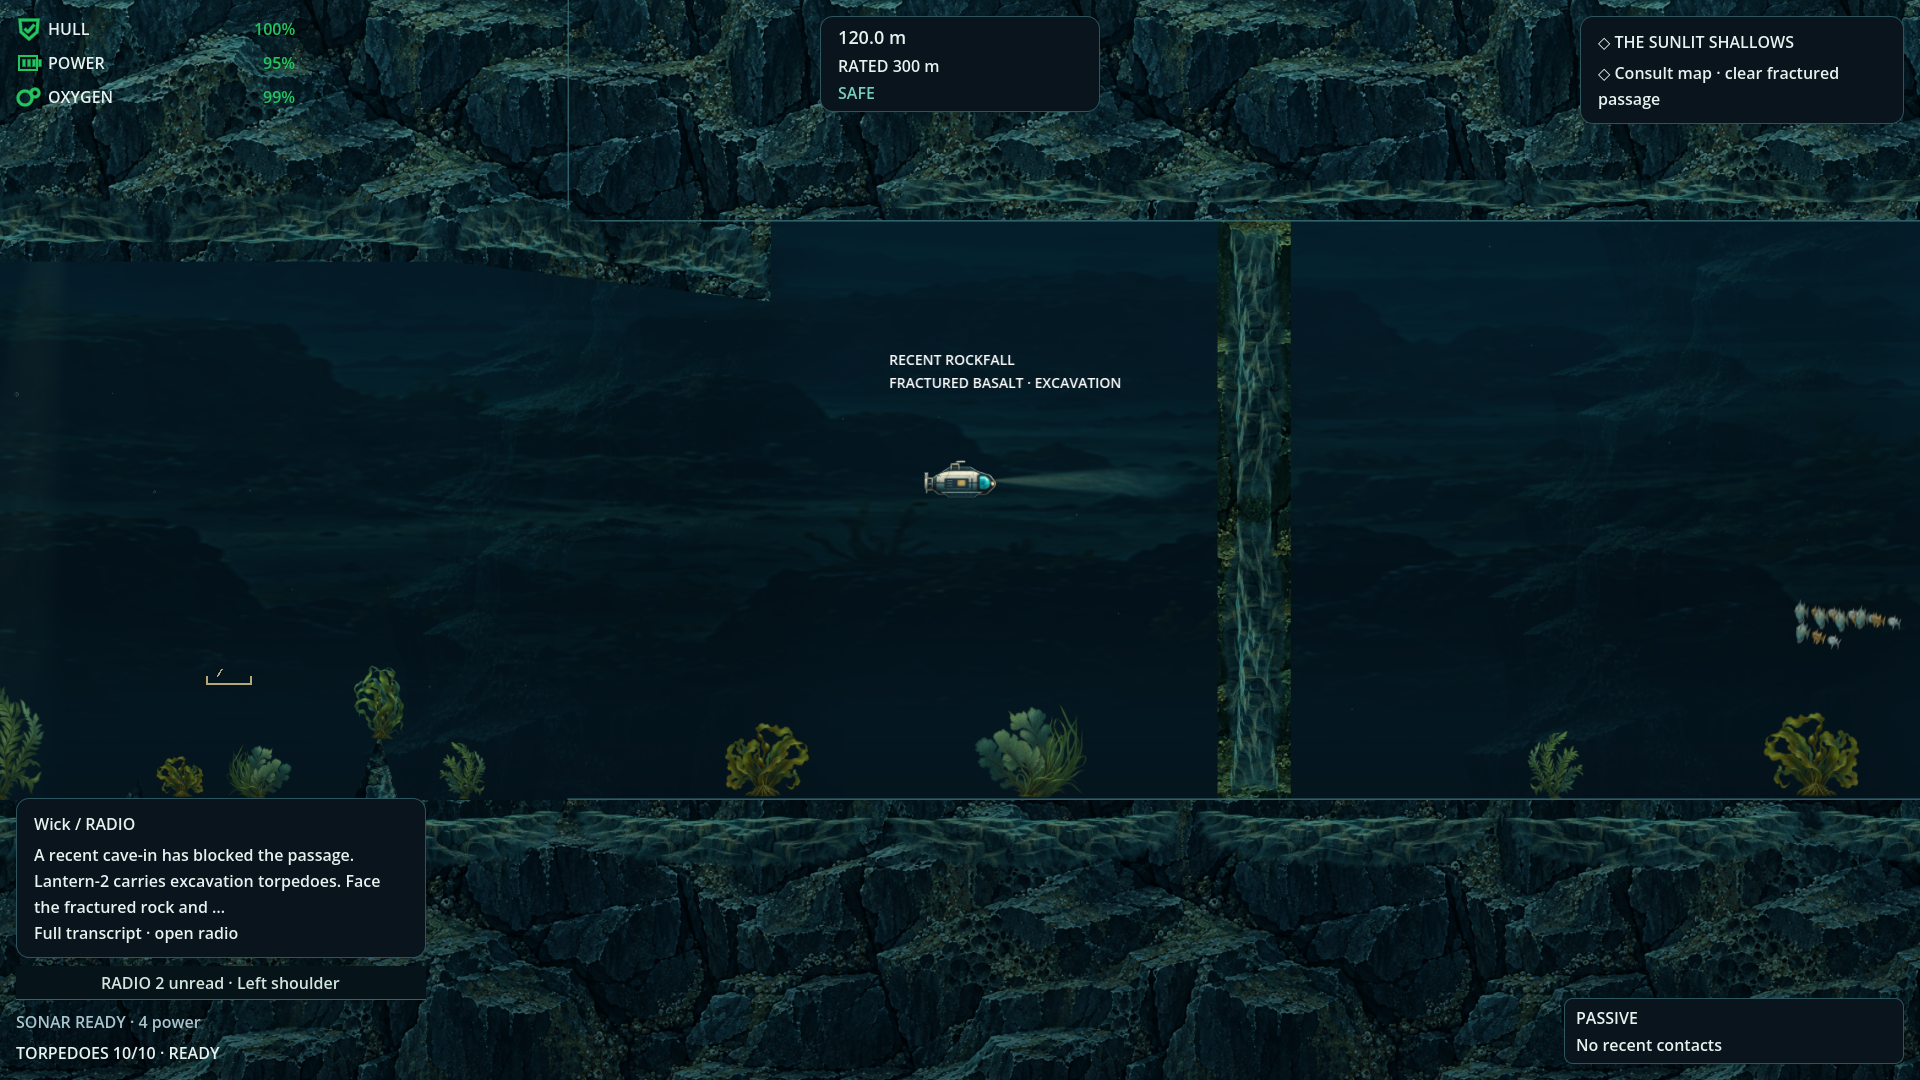 HULL 100%
POWER 95%
OXYGEN 99%
120.0 m
RATED 300 m
SAFE
◇ THE SUNLIT SHALLOWS
◇ Consult map · clear fractured
passage
RECENT ROCKFALL
FRACTURED BASALT · EXCAVATION
Wick / RADIO
A recent cave-in has blocked the passage.
Lantern-2 carries excavation torpedoes. Face
the fractured rock and ...
Full transcript · open radio
RADIO 2 unread · Left shoulder
SONAR READY · 4 power
TORPEDOES 10/10 · READY
PASSIVE
No recent contacts